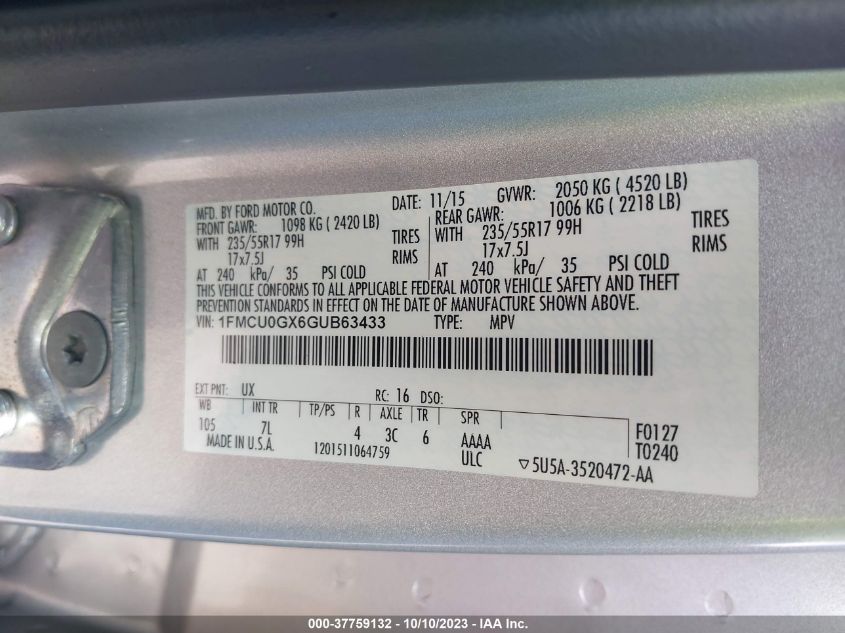 MFD. BY FORD MOTOR CO. DATE: 11/15 GVWR: 2050 KG ( 4520 LB)
FRONT GAWR: 1098 KG ( 2420 LB) REAR GAWR: 1006 KG ( 2218 LB)
WITH 235/55R17 99H TIRES WITH 235/55R17 99H TIRES
17x7.5J RIMS 17x7.5J RIMS
AT 240 kPa/ 35 PSI COLD AT 240 kPa/ 35 PSI COLD
THIS VEHICLE CONFORMS TO ALL APPLICABLE FEDERAL MOTOR VEHICLE SAFETY AND THEFT
PREVENTION STANDARDS IN EFFECT ON THE DATE OF MANUFACTURE SHOWN ABOVE.
VIN: 1FMCU0GX6GUB63433 TYPE: MPV
EXT PNT: UX RC: 16 DSO:
WB INT TR TP/PS R AXLE TR SPR
105 7L 4 3C 6 AAAA F0127
MADE IN U.S.A. 1201511064759 ULC T0240
▽5U5A-3520472-AA
000-37759132 - 10/10/2023 - IAA Inc.